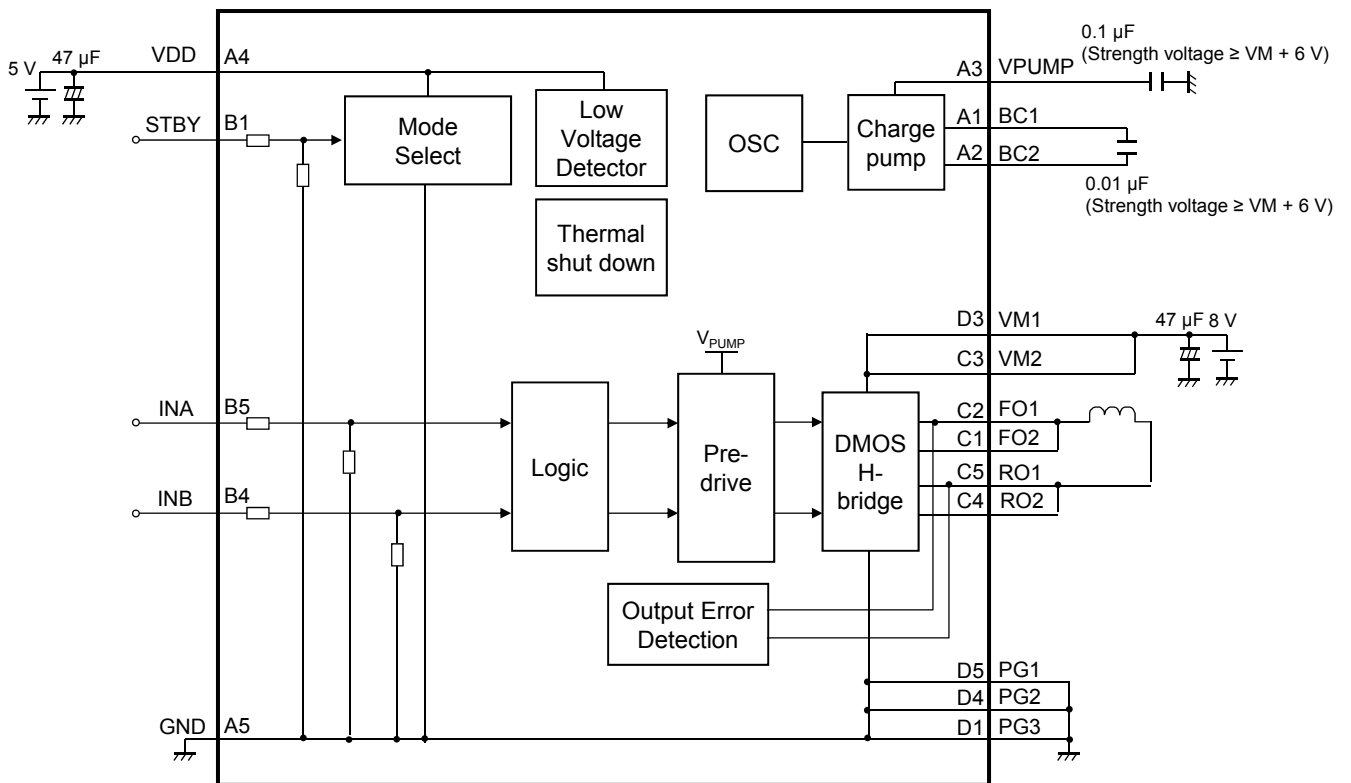 5 V
47 µF
VDD
A4
STBY
B1
Mode
Select
Low
Voltage
Detector
Thermal
shut down
OSC
Charge
pump
A3 VPUMP
A1 BC1
A2 BC2
0.1 µF
(Strength voltage ≥ VM + 6 V)
0.01 µF
(Strength voltage ≥ VM + 6 V)
D3 VM1
C3 VM2
47 µF 8 V
VPUMP
INA
B5
INB
B4
Logic
Pre-
drive
DMOS
H-
bridge
C2 FO1
C1 FO2
C5 RO1
C4 RO2
Output Error
Detection
D5 PG1
D4 PG2
D1 PG3
GND
A5